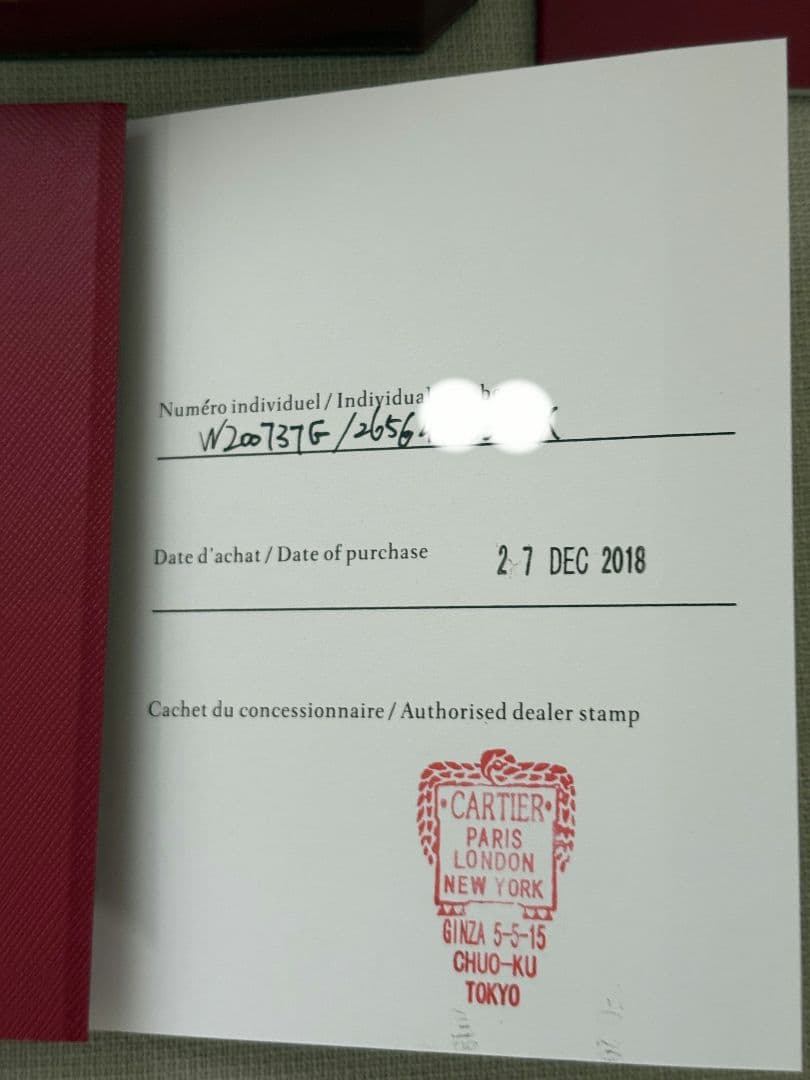 Numéro individuel / Individual
W200737G / 2656
Date d'achat / Date of purchase
27 DEC 2018
Cachet du concessionnaire / Authorised dealer stamp
•CARTIER•
PARIS
LONDON
NEW YORK
GINZA 5-5-15
CHUO-KU
TOKYO